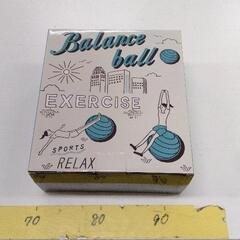 Balance
ball
EXERCISE
SPORTS
RELAX
70 80 90